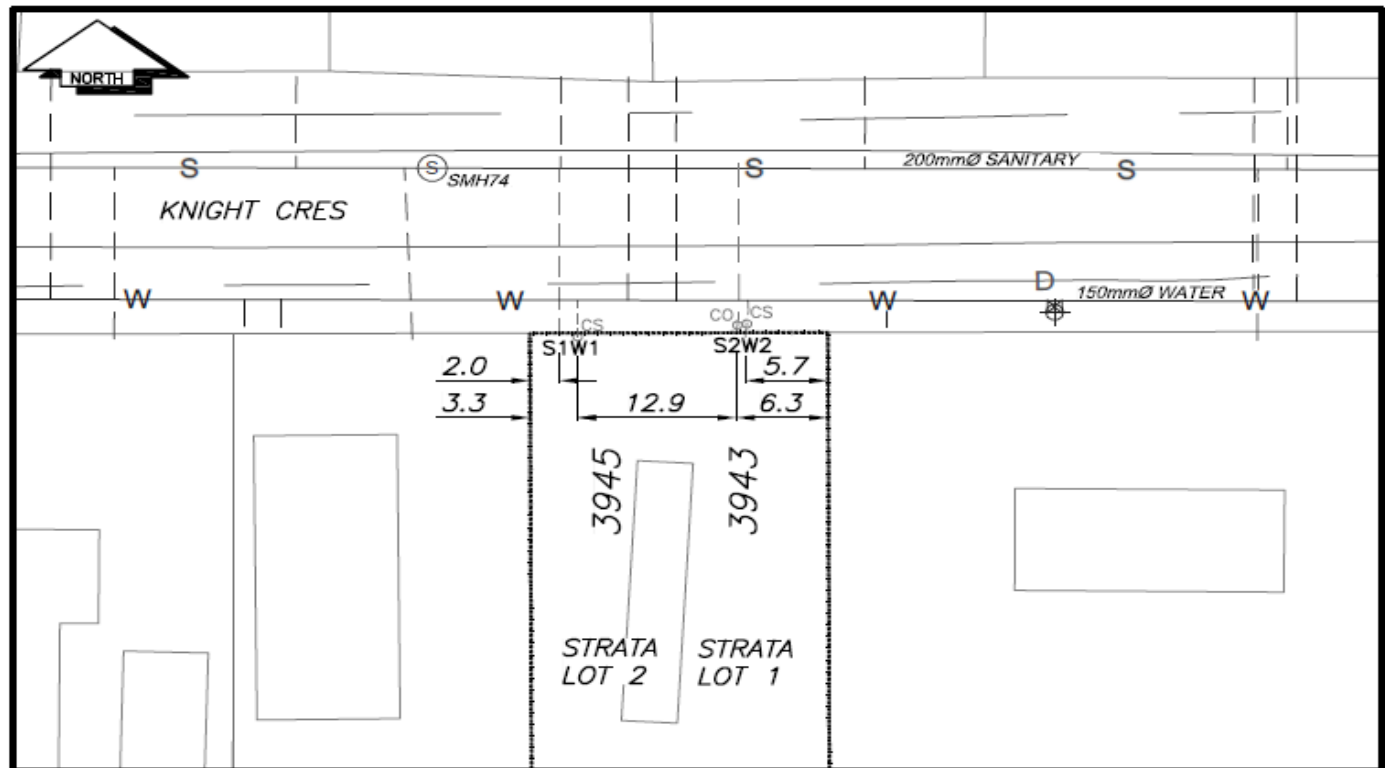 NORTH
S
S
SMH74
S
200mmØ SANITARY
S
KNIGHT CRES
W
W
W
D
150mmØ WATER
W
CS
CO
CS
S1W1
S2W2
2.0
5.7
3.3
12.9
6.3
3945
3943
STRATA
LOT 2
STRATA
LOT 1